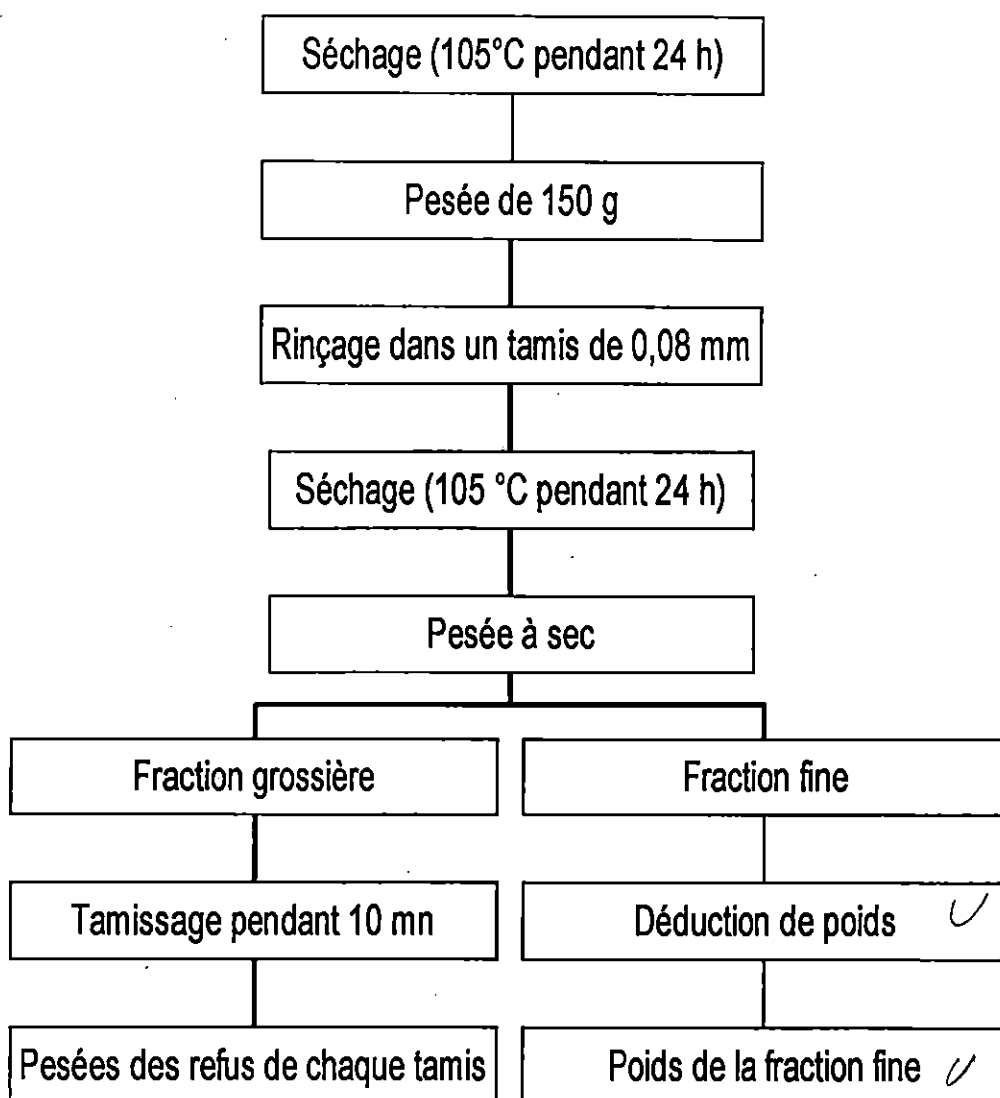 Séchage (105°C pendant 24 h)
Pesée de 150 g
Rinçage dans un tamis de 0,08 mm
Séchage (105 °C pendant 24 h)
Pesée à sec
Fraction grossière
Fraction fine
Tamissage pendant 10 mn
Déduction de poids
Pesées des refus de chaque tamis
Poids de la fraction fine